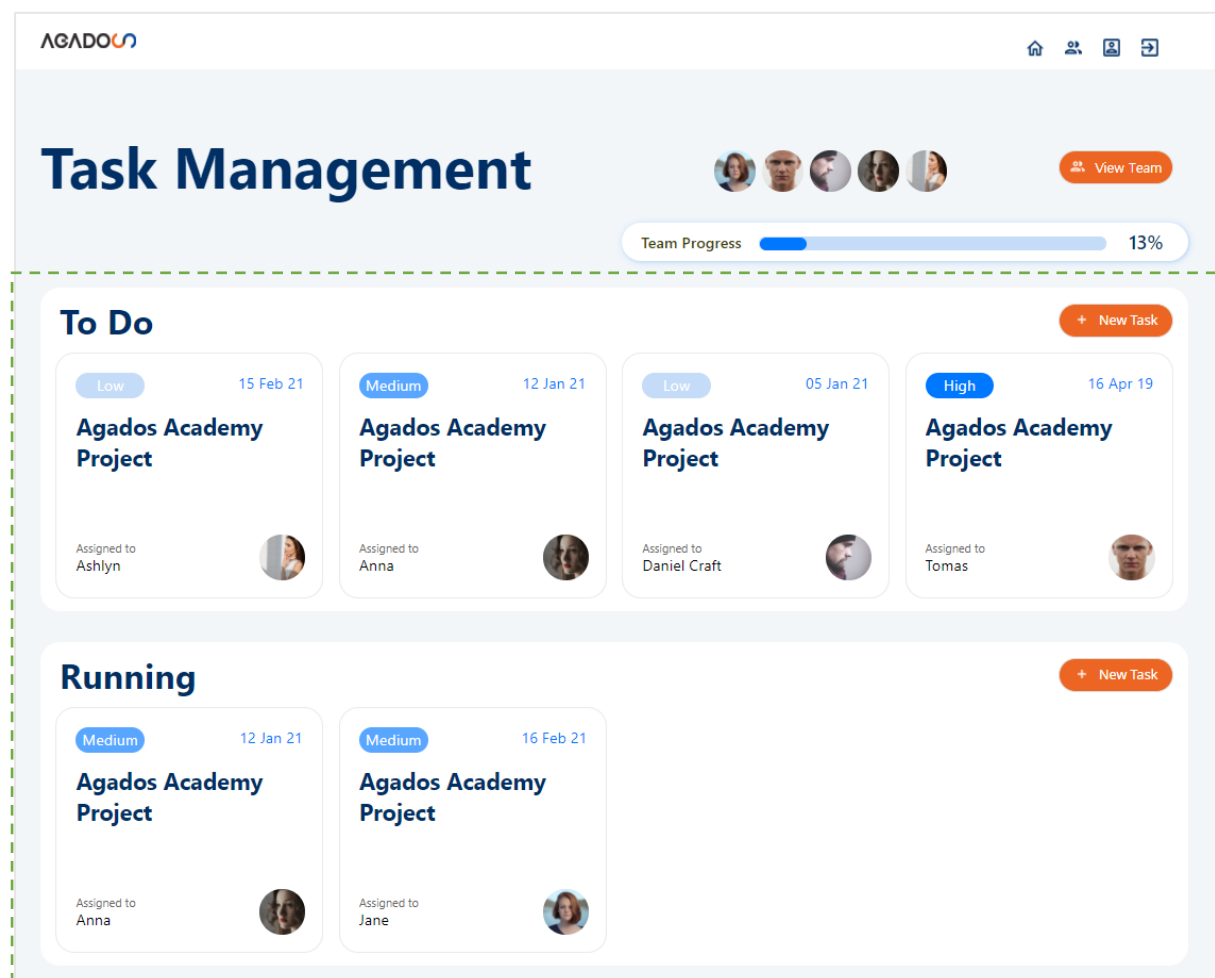 AGADOS
Task Management
View Team
Team Progress
13%
To Do
+ New Task
Low
15 Feb 21
Agados Academy
Project
Assigned to
Ashlyn
Medium
12 Jan 21
Agados Academy
Project
Assigned to
Anna
Low
05 Jan 21
Agados Academy
Project
Assigned to
Daniel Craft
High
16 Apr 19
Agados Academy
Project
Assigned to
Tomas
Running
+ New Task
Medium
12 Jan 21
Agados Academy
Project
Assigned to
Anna
Medium
16 Feb 21
Agados Academy
Project
Assigned to
Jane